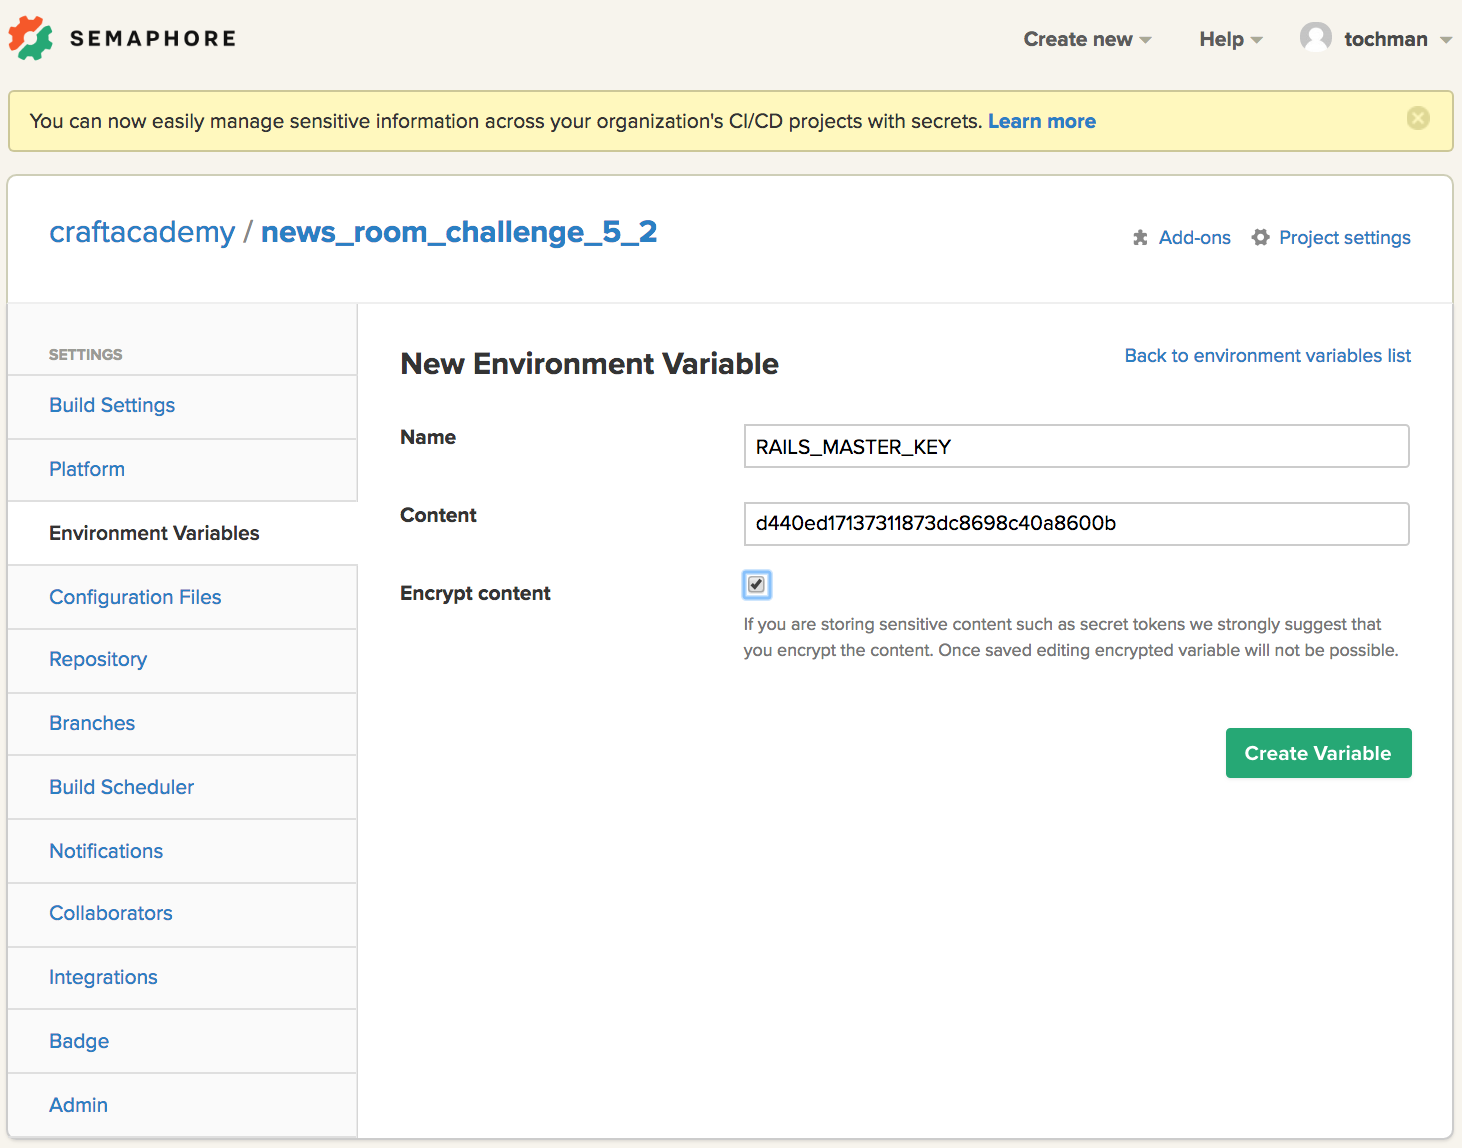 SEMAPHORE
Create new
Help
tochman
You can now easily manage sensitive information across your organization's CI/CD projects with secrets. Learn more
craftacademy / news_room_challenge_5_2
Add-ons
Project settings
SETTINGS
Build Settings
Platform
Environment Variables
Configuration Files
Repository
Branches
Build Scheduler
Notifications
Collaborators
Integrations
Badge
Admin
New Environment Variable
Back to environment variables list
Name
RAILS_MASTER_KEY
Content
d440ed17137311873dc8698c40a8600b
Encrypt content
If you are storing sensitive content such as secret tokens we strongly suggest that
you encrypt the content. Once saved editing encrypted variable will not be possible.
Create Variable